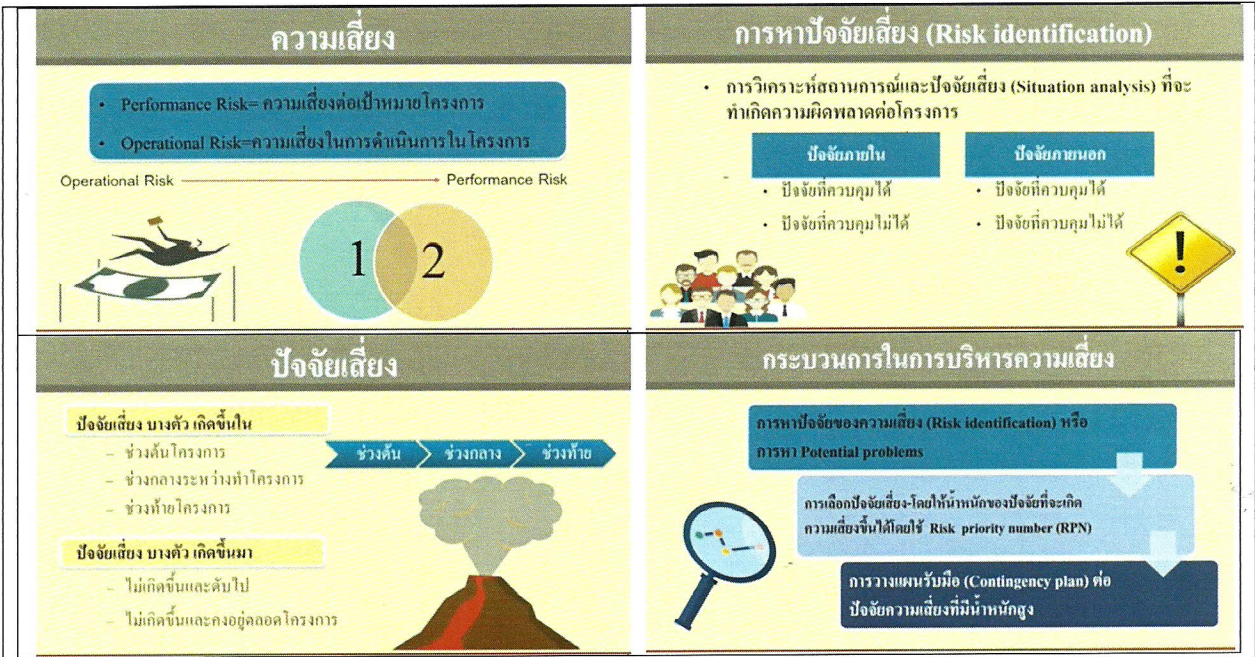 ความเสี่ยง
• Performance Risk= ความเสี่ยงต่อเป้าหมายโครงการ
• Operational Risk=ความเสี่ยงในการดำเนินการในโครงการ
Operational Risk
Performance Risk
1
2
การหาปัจจัยเสี่ยง (Risk identification)
• การวิเคราะห์สถานการณ์และปัจจัยเสี่ยง (Situation analysis) ที่จะ
ทำเกิดความผิดพลาดต่อโครงการ
ปัจจัยภายใน
• ปัจจัยที่ควบคุมได้
• ปัจจัยที่ควบคุมไม่ได้
ปัจจัยภายนอก
• ปัจจัยที่ควบคุมได้
• ปัจจัยที่ควบคุมไม่ได้
!
ปัจจัยเสี่ยง
ปัจจัยเสี่ยง บางตัว เกิดขึ้นใน
– ช่วงต้นโครงการ
– ช่วงกลางระหว่างทำโครงการ
– ช่วงท้ายโครงการ
ช่วงต้น
ช่วงกลาง
ช่วงท้าย
ปัจจัยเสี่ยง บางตัว เกิดขึ้นมา
– ไม่เกิดขึ้นและดับไป
– ไม่เกิดขึ้นและคงอยู่ตลอดโครงการ
กระบวนการในการบริหารความเสี่ยง
การหาปัจจัยของความเสี่ยง (Risk identification) หรือ
การหา Potential problems
การเลือกปัจจัยเสี่ยง-โดยให้น้ำหนักของปัจจัยที่จะเกิด
ความเสี่ยงขึ้นได้โดยใช้ Risk priority number (RPN)
การวางแผนรับมือ (Contingency plan) ต่อ
ปัจจัยความเสี่ยงที่มีน้ำหนักสูง